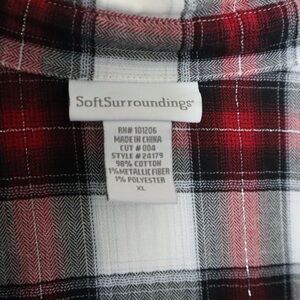 SoftSurroundings®
RN# 101206
MADE IN CHINA
CUT # 004
STYLE # 24179
98% COTTON
1% METALLIC FIBER
1% POLYESTER
XL